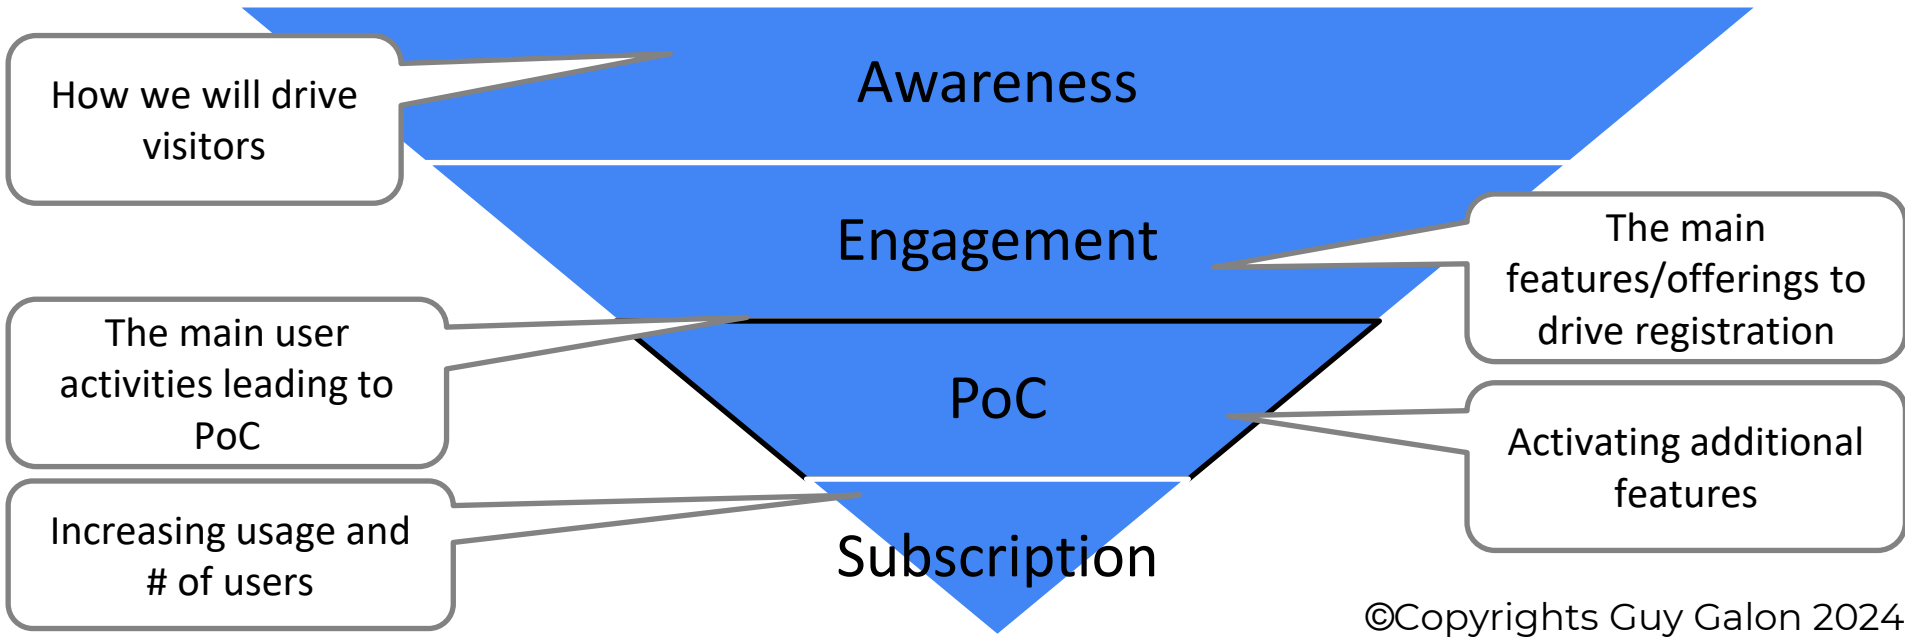 How we will drive
visitors
Awareness
Engagement
The main
features/offerings to
drive registration
The main user
activities leading to
PoC
PoC
Activating additional
features
Increasing usage and
# of users
Subscription
©Copyrights Guy Galon 2024